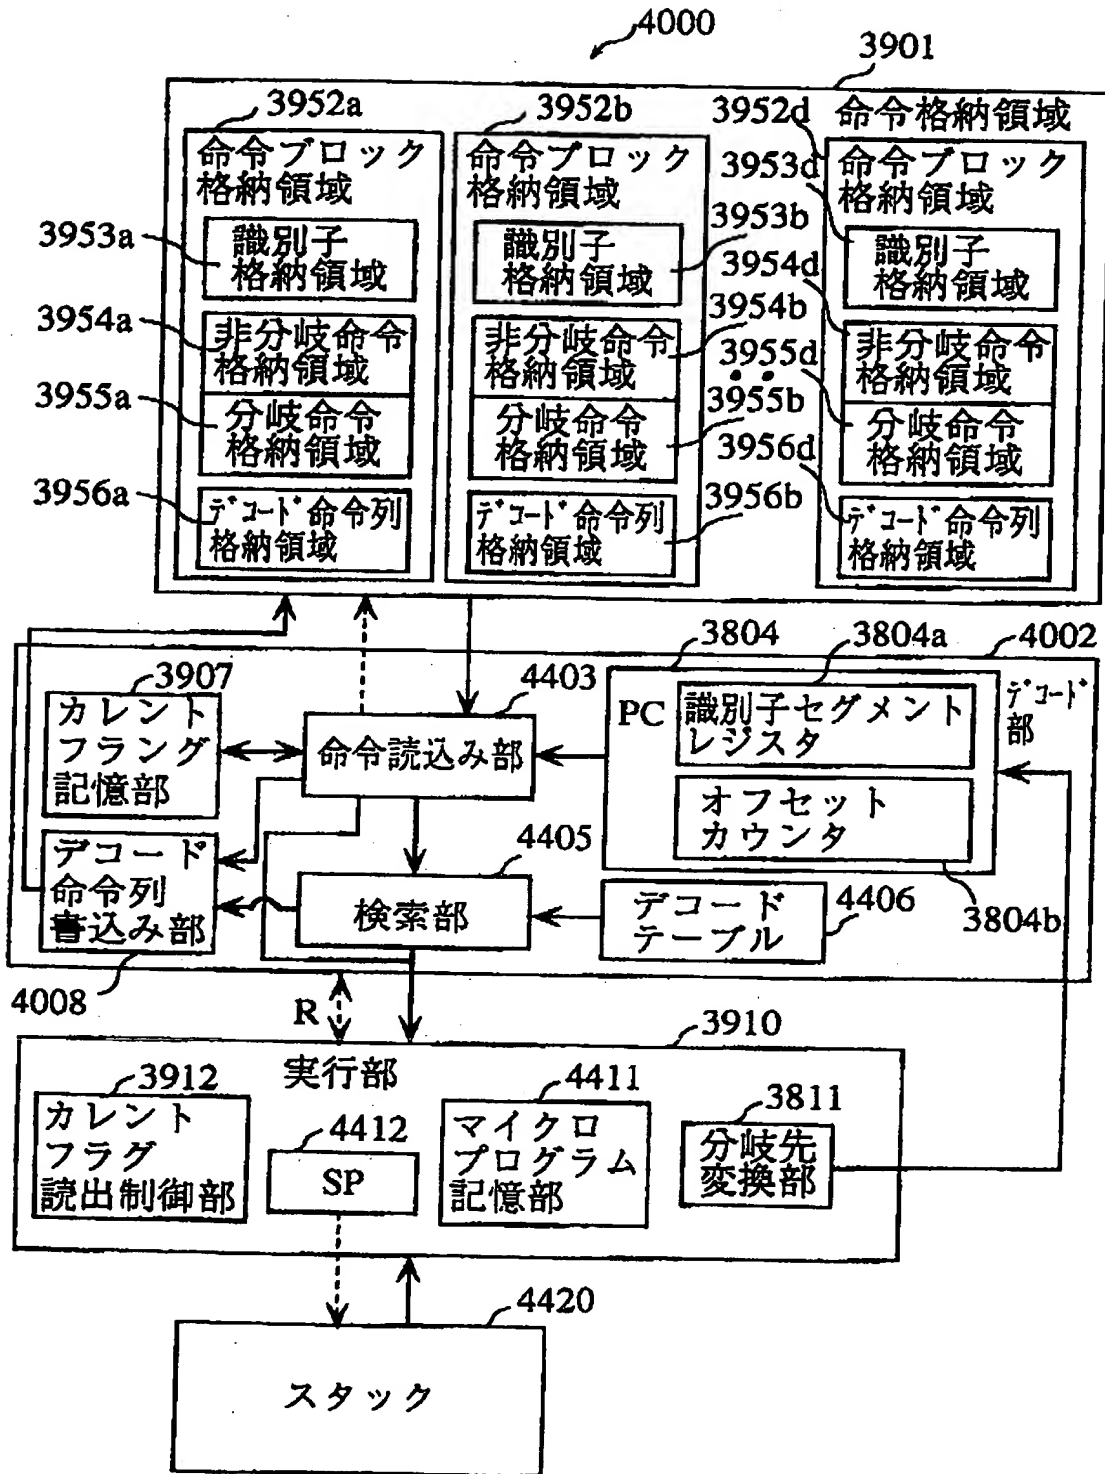 4000
3901
3952a
3952b
3952d
命令格納領域
命令ブロック
格納領域
命令ブロック
格納領域
命令ブロック
格納領域
3953a
識別子
格納領域
識別子
格納領域
3953b
3953d
識別子
格納領域
3954a
非分岐命令
格納領域
非分岐命令
格納領域
3954b
3954d
非分岐命令
格納領域
3955a
分岐命令
格納領域
分岐命令
格納領域
3955b
3955d
分岐命令
格納領域
3956a
デコード命令列
格納領域
デコード命令列
格納領域
3956b
3956d
デコード命令列
格納領域
3907
カレント
フラング
記憶部
4403
命令読込み部
3804
3804a
4002
PC
識別子セグメント
レジスタ
オフセット
カウンタ
3804b
デコード
部
デコード
命令列
書込み部
4008
4405
検索部
デコード
テーブル
4406
R
3910
実行部
3912
カレント
フラグ
読出制御部
4412
SP
4411
マイクロ
プログラム
記憶部
3811
分岐先
変換部
4420
スタック